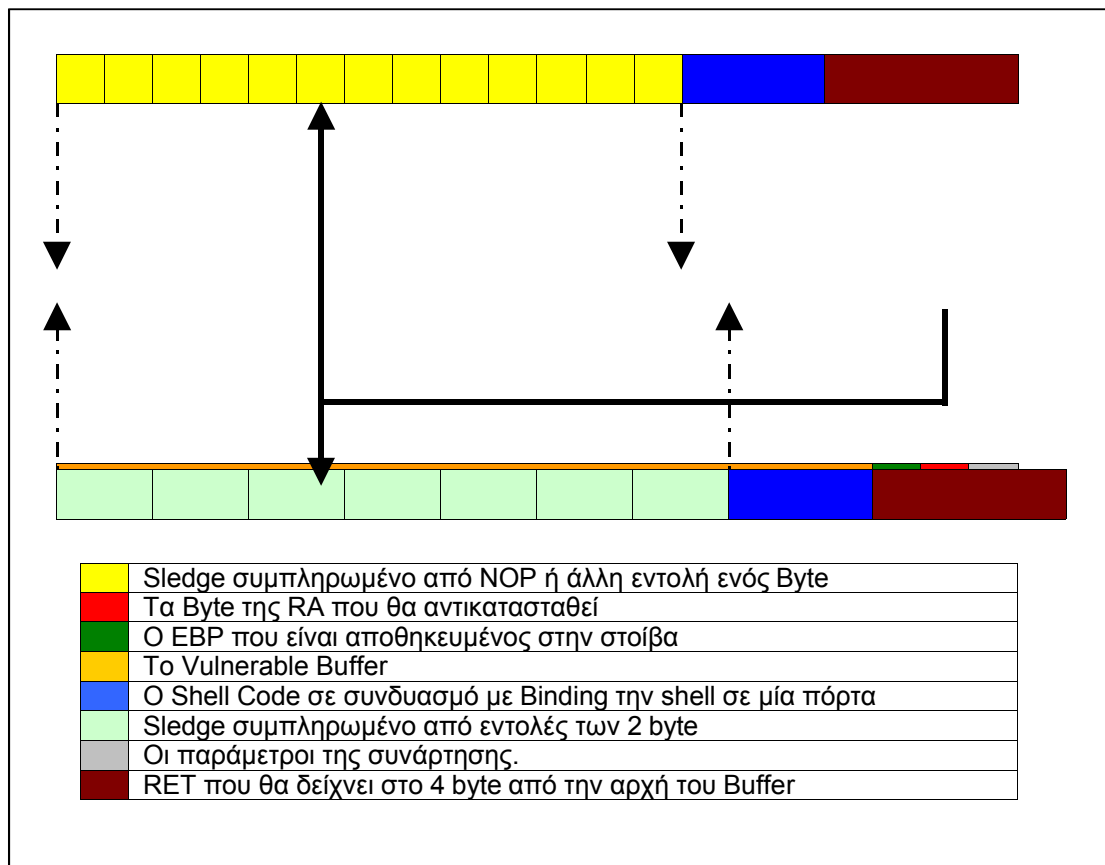 Sledge συμπληρωμένο από NOP ή άλλη εντολή ενός Byte
Τα Byte της RA που θα αντικατασταθεί
Ο EBP που είναι αποθηκευμένος στην στοίβα
Το Vulnerable Buffer
Ο Shell Code σε συνδυασμό με Binding την shell σε μία πόρτα
Sledge συμπληρωμένο από εντολές των 2 byte
Οι παράμετροι της συνάρτησης.
RET που θα δείχνει στο 4 byte από την αρχή του Buffer